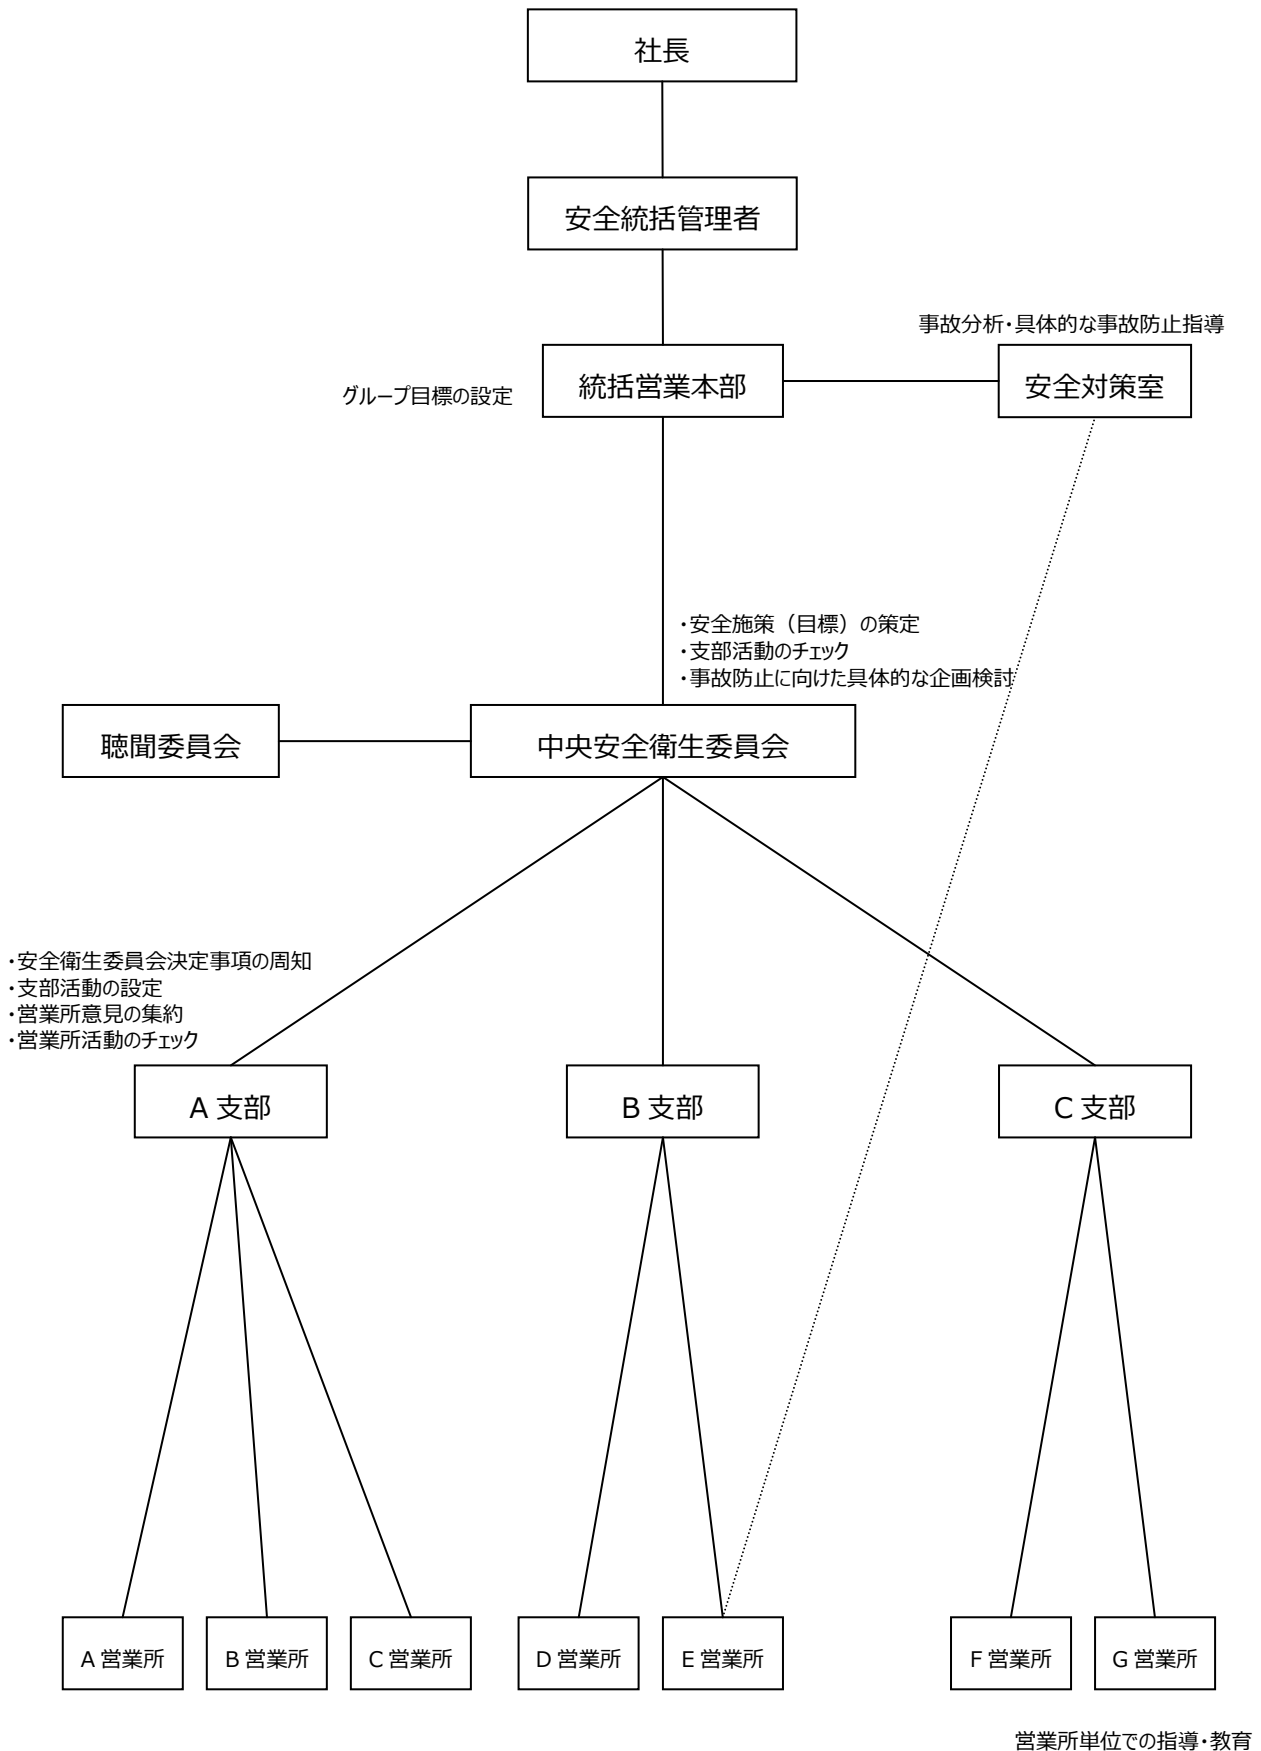 社長
安全統括管理者
事故分析・具体的な事故防止指導
グループ目標の設定
統括営業本部
安全対策室
・安全施策（目標）の策定
・支部活動のチェック
・事故防止に向けた具体的な企画検討
聴聞委員会
中央安全衛生委員会
・安全衛生委員会決定事項の周知
・支部活動の設定
・営業所意見の集約
・営業所活動のチェック
A 支部
B 支部
C 支部
A 営業所
B 営業所
C 営業所
D 営業所
E 営業所
F 営業所
G 営業所
営業所単位での指導・教育